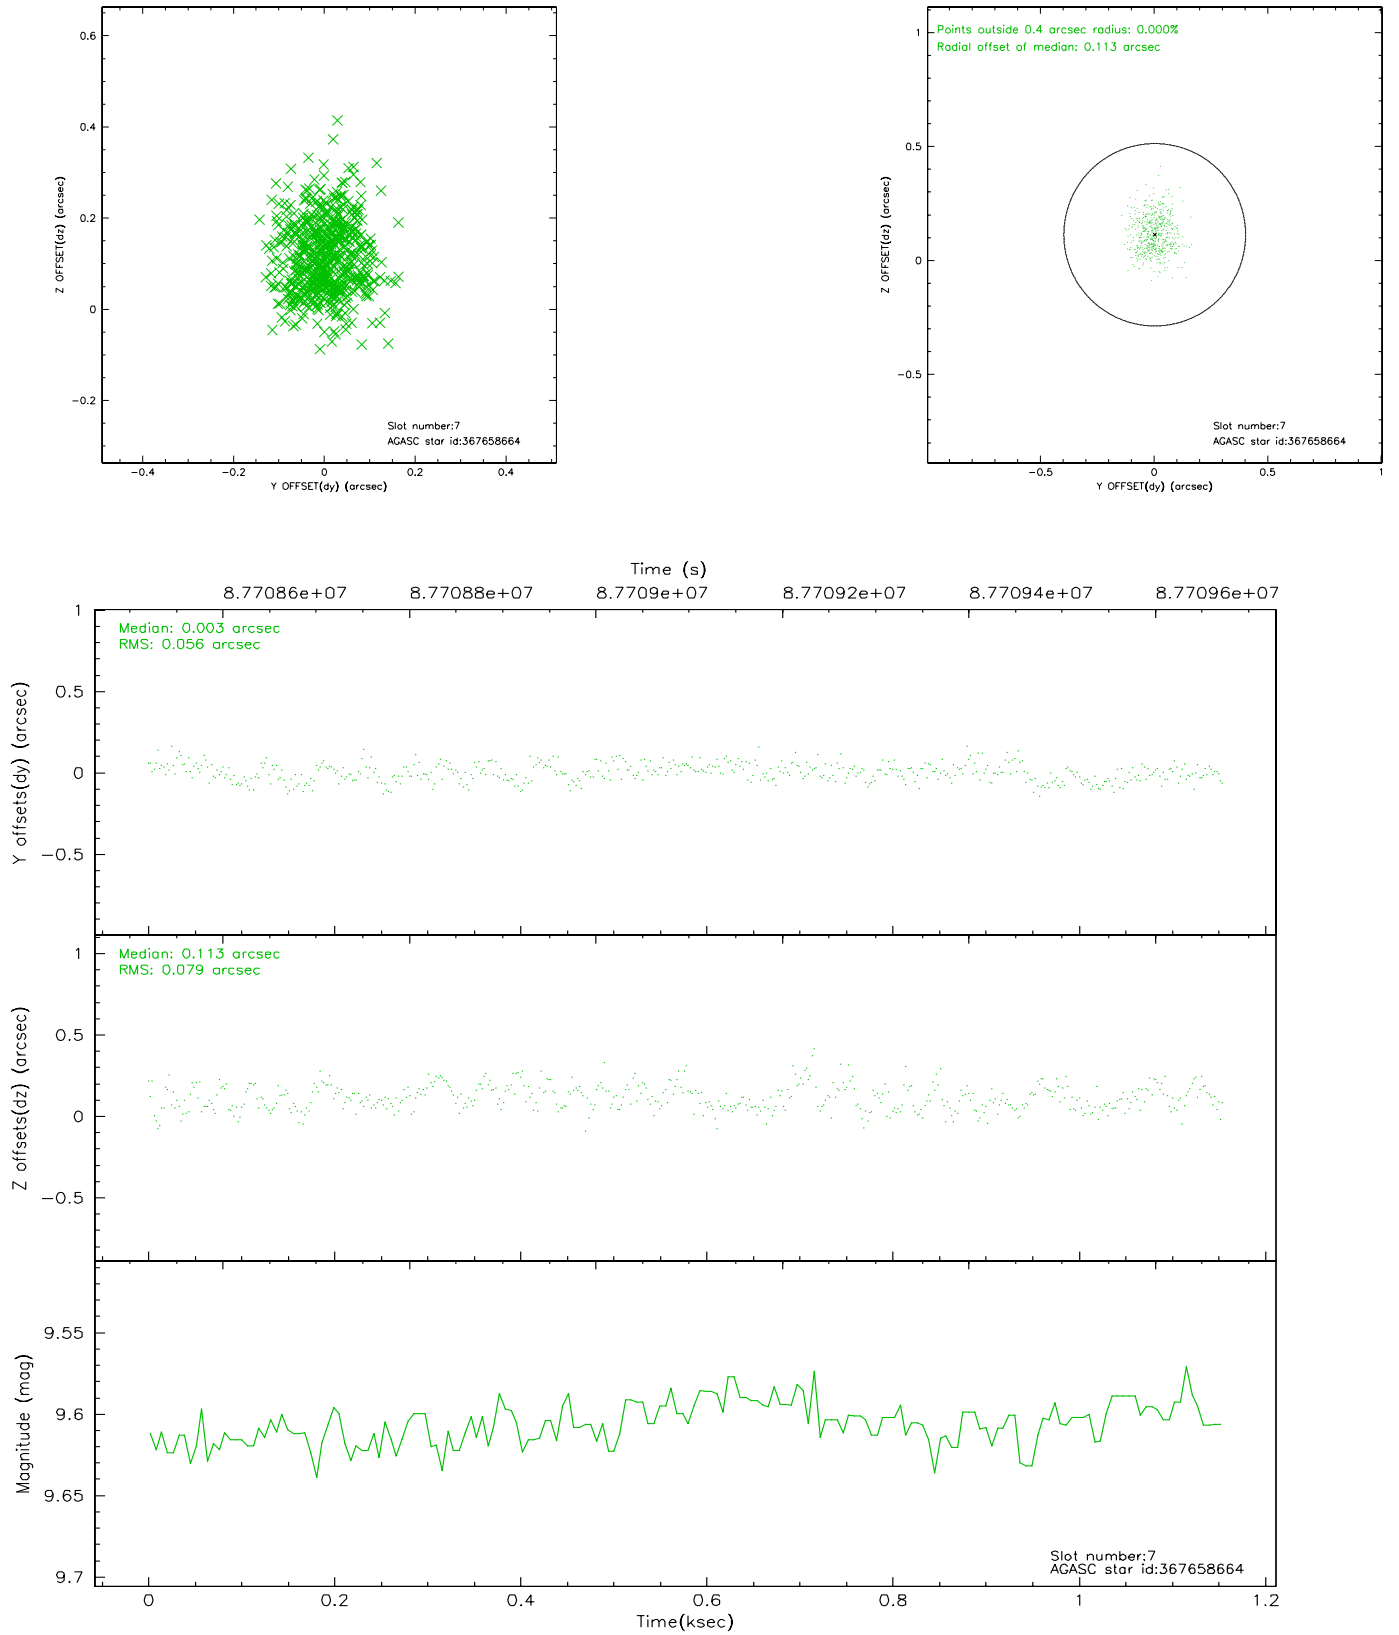 0.6
0.4
0.2
0
−0.2
Z OFFSET(dz) (arcsec)
Slot number:7
AGASC star id:367658664
−0.4 −0.2 0 0.2 0.4
Y OFFSET(dy) (arcsec)
Points outside 0.4 arcsec radius: 0.000%
Radial offset of median: 0.113 arcsec
1
0.5
0
−0.5
Z OFFSET(dz) (arcsec)
Slot number:7
AGASC star id:367658664
−0.5 0 0.5 1
Y OFFSET(dy) (arcsec)
Time (s)
8.77086e+07 8.77088e+07 8.7709e+07 8.77092e+07 8.77094e+07 8.77096e+07
Median: 0.003 arcsec
RMS: 0.056 arcsec
1
0.5
0
−0.5
Y offsets(dy) (arcsec)
Median: 0.113 arcsec
RMS: 0.079 arcsec
1
0.5
0
−0.5
Z offsets(dz) (arcsec)
9.55
9.6
9.65
9.7
Magnitude (mag)
Slot number:7
AGASC star id:367658664
0 0.2 0.4 0.6 0.8 1 1.2
Time(ksec)